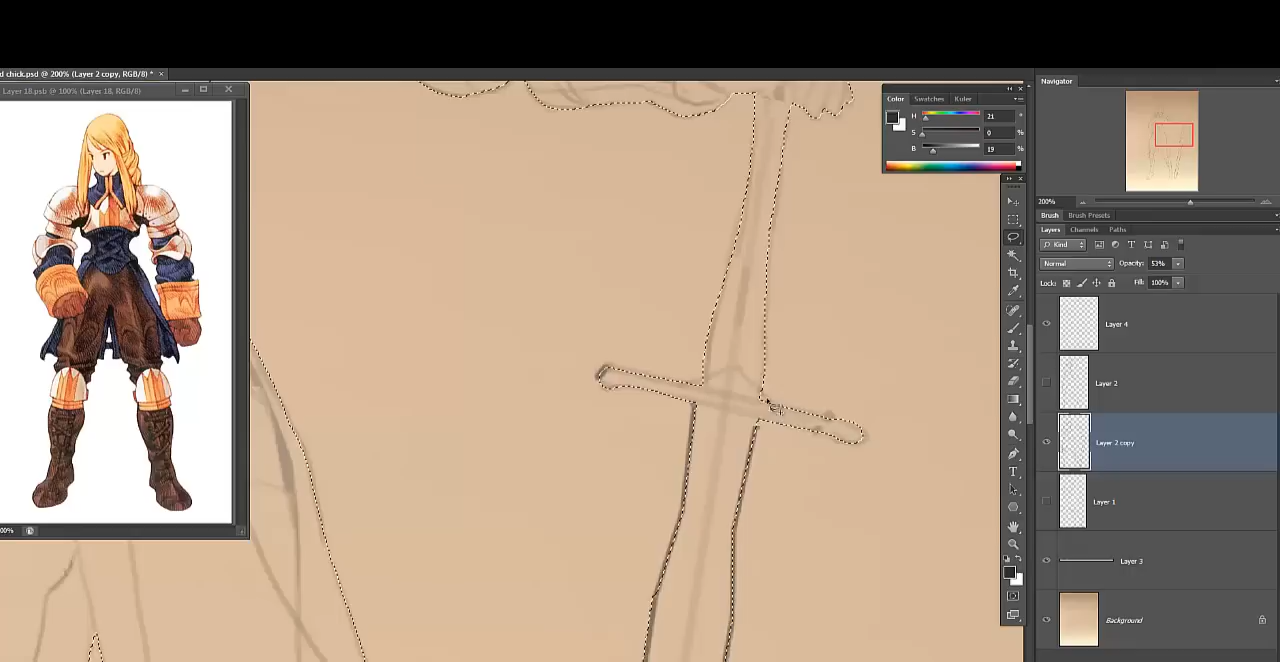 d chick.psd @ 200% (Layer 2 copy, RGB/8) * ×
Layer 18.psb @ 100% (Layer 18, RGB/8)
00%
Color Swatches Kuler
H 21 °
S 0 %
B 19 %
Navigator
200%
Brush Brush Presets
Layers Channels Paths
Kind T
Normal Opacity: 53%
Lock: Fill: 100%
Layer 4
Layer 2
Layer 2 copy
Layer 1
Layer 3
Background